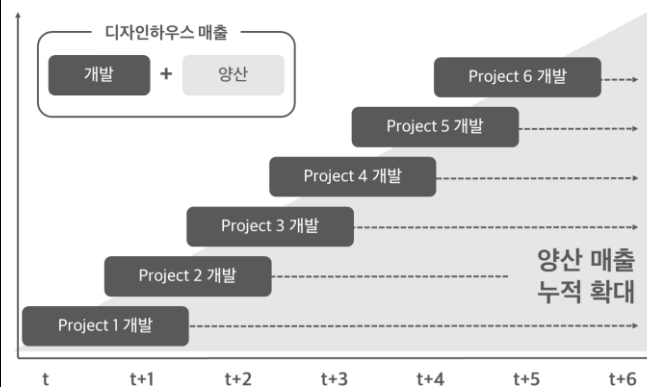 디자인하우스 매출
개발 + 양산
Project 6 개발
Project 5 개발
Project 4 개발
Project 3 개발
Project 2 개발
Project 1 개발
양산 매출
누적 확대
t t+1 t+2 t+3 t+4 t+5 t+6